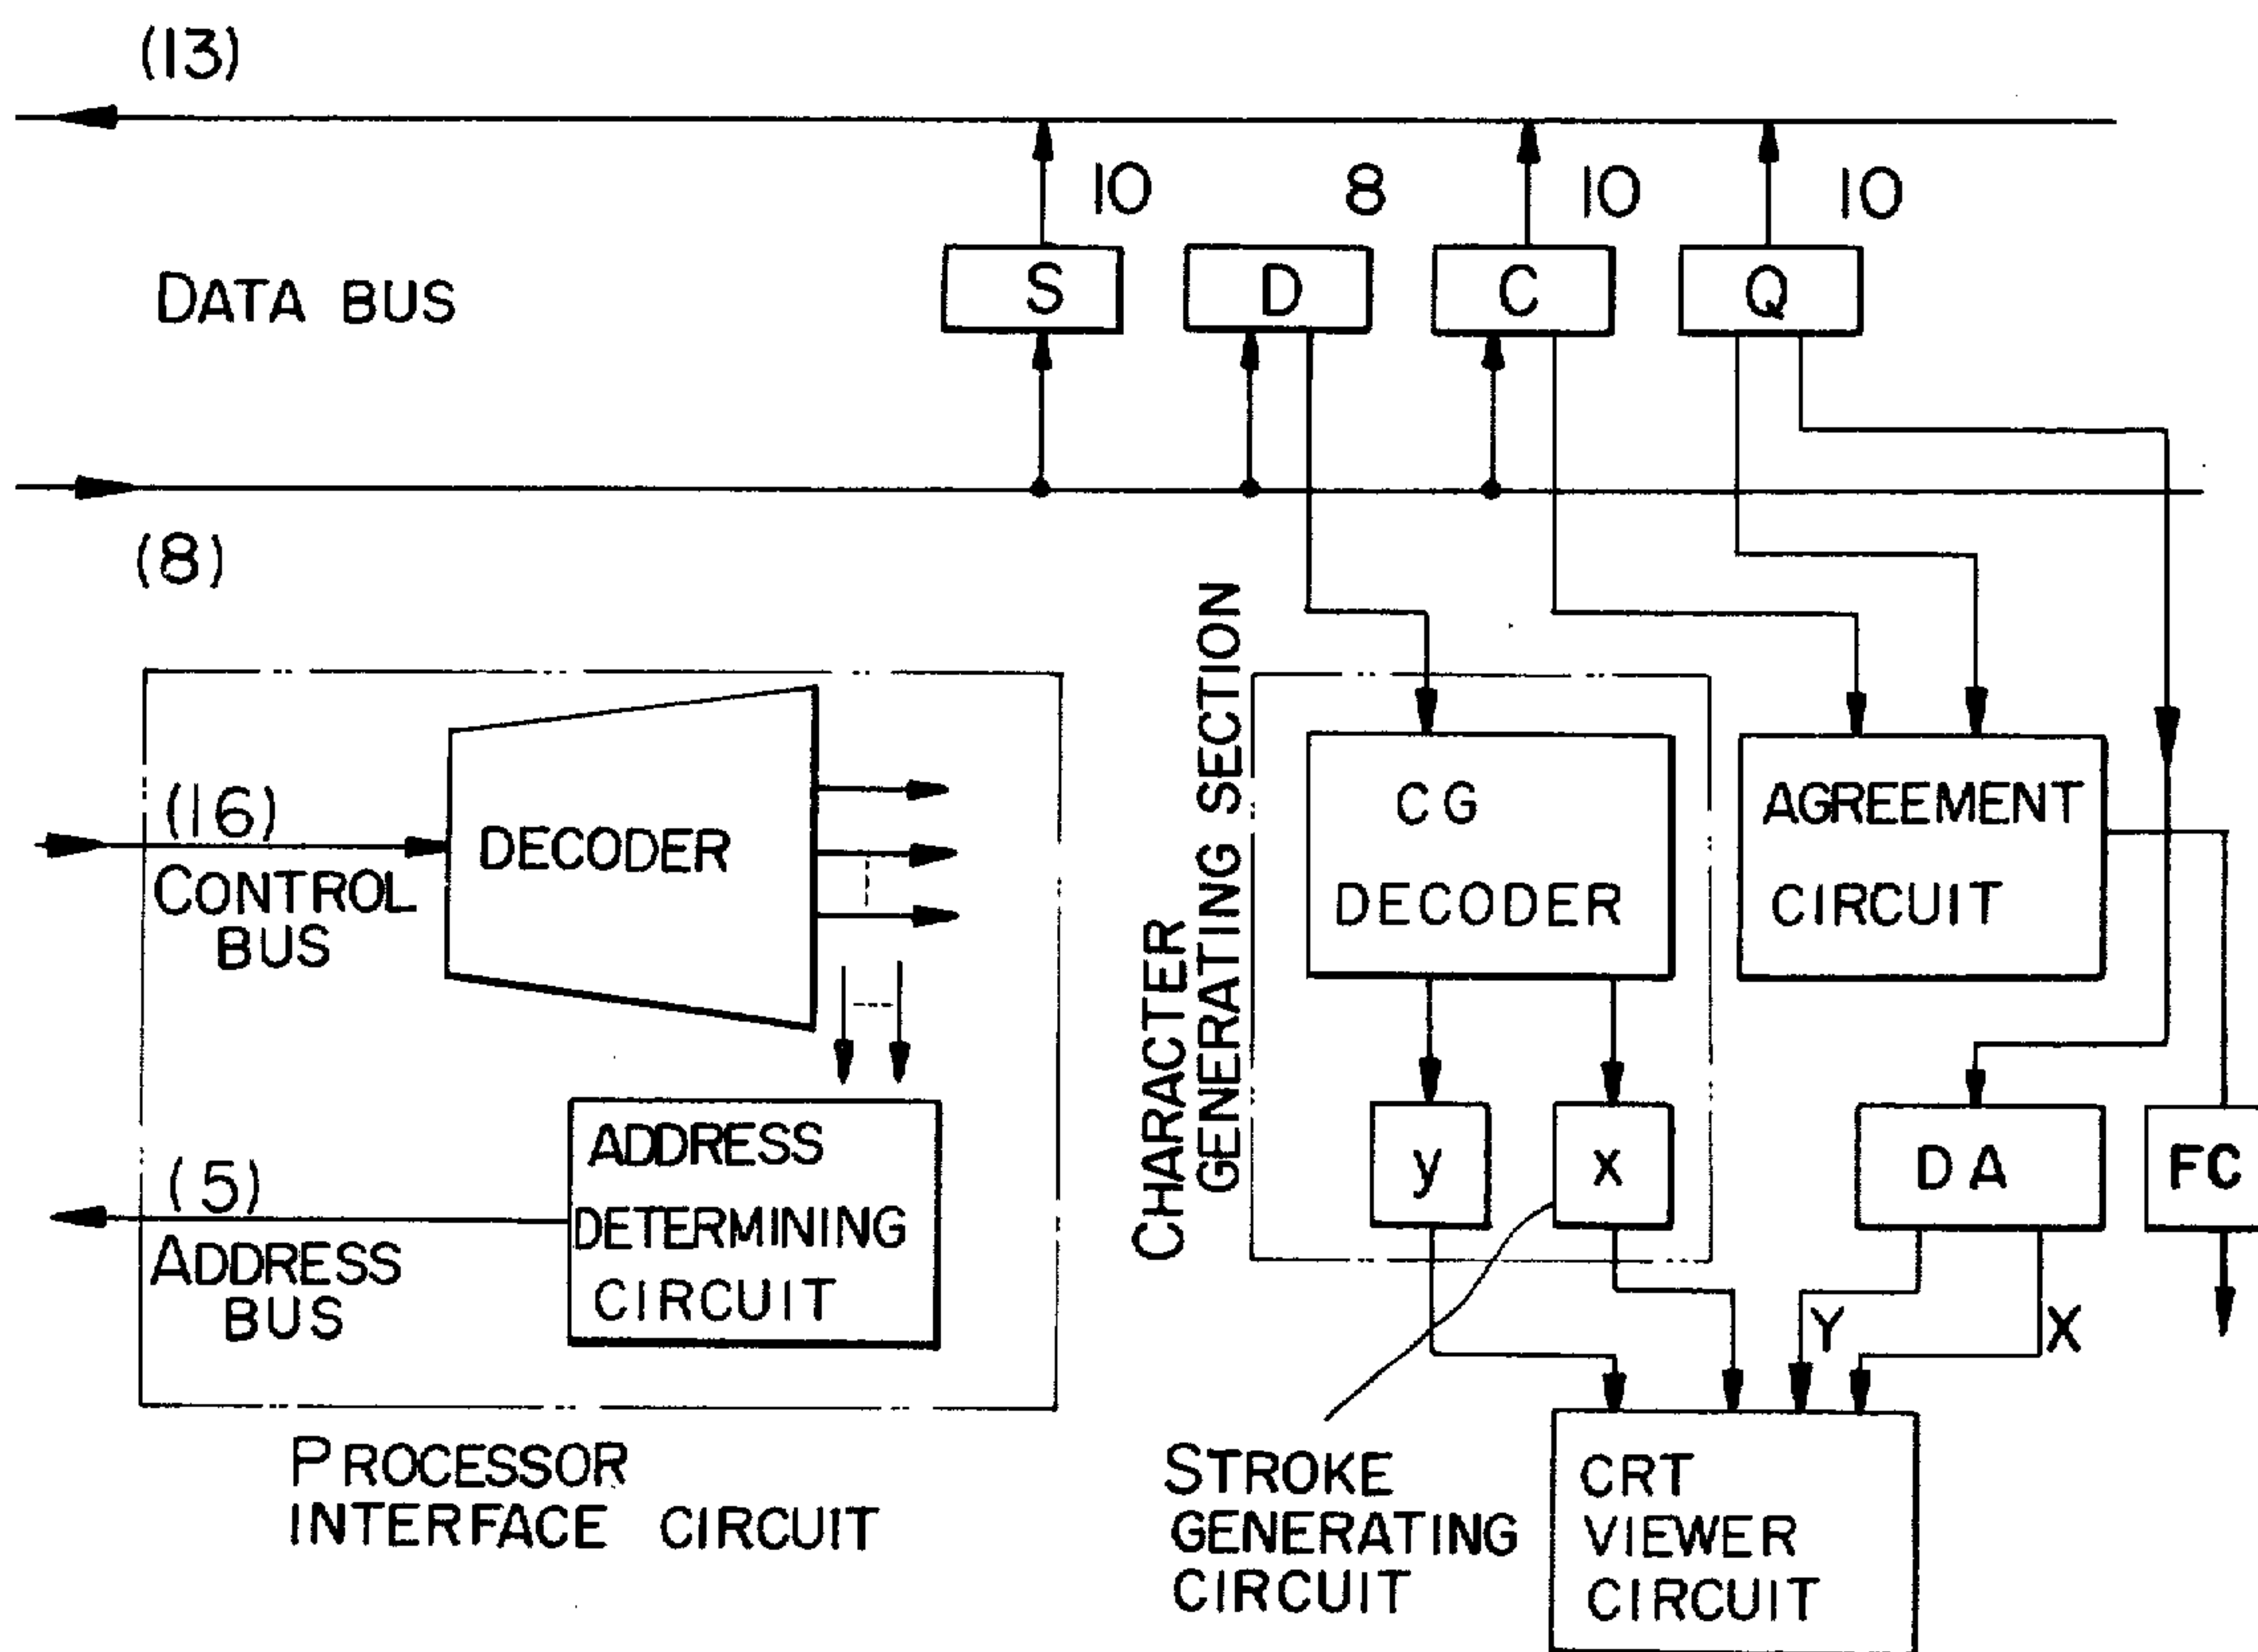 (13)
10
8
10
10
DATA BUS
S
D
C
Q
(8)
CHARACTER
GENERATING SECTION
(16)
CONTROL
BUS
DECODER
CG
DECODER
AGREEMENT
CIRCUIT
(5)
ADDRESS
BUS
ADDRESS
DETERMINING
CIRCUIT
y
x
DA
FC
Y
X
PROCESSOR
INTERFACE CIRCUIT
STROKE
GENERATING
CIRCUIT
CRT
VIEWER
CIRCUIT